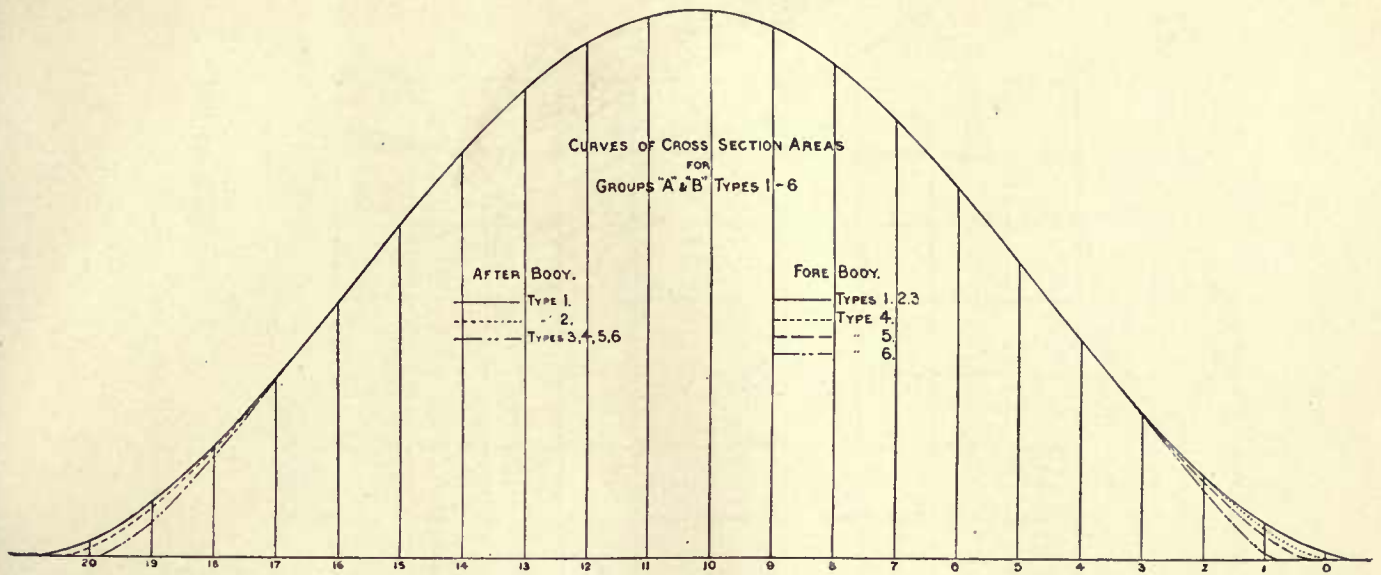 CURVES OF CROSS SECTION AREAS
FOR
GROUPS "A" & "B" TYPES 1-6
AFTER BODY.
TYPE 1.
" 2.
TYPES 3,4,5,6
FORE BODY.
TYPES 1.2.3
TYPE 4.
" 5.
" 6.
20 19 18 17 16 15 14 13 12 11 10 9 8 7 6 5 4 3 2 1 0